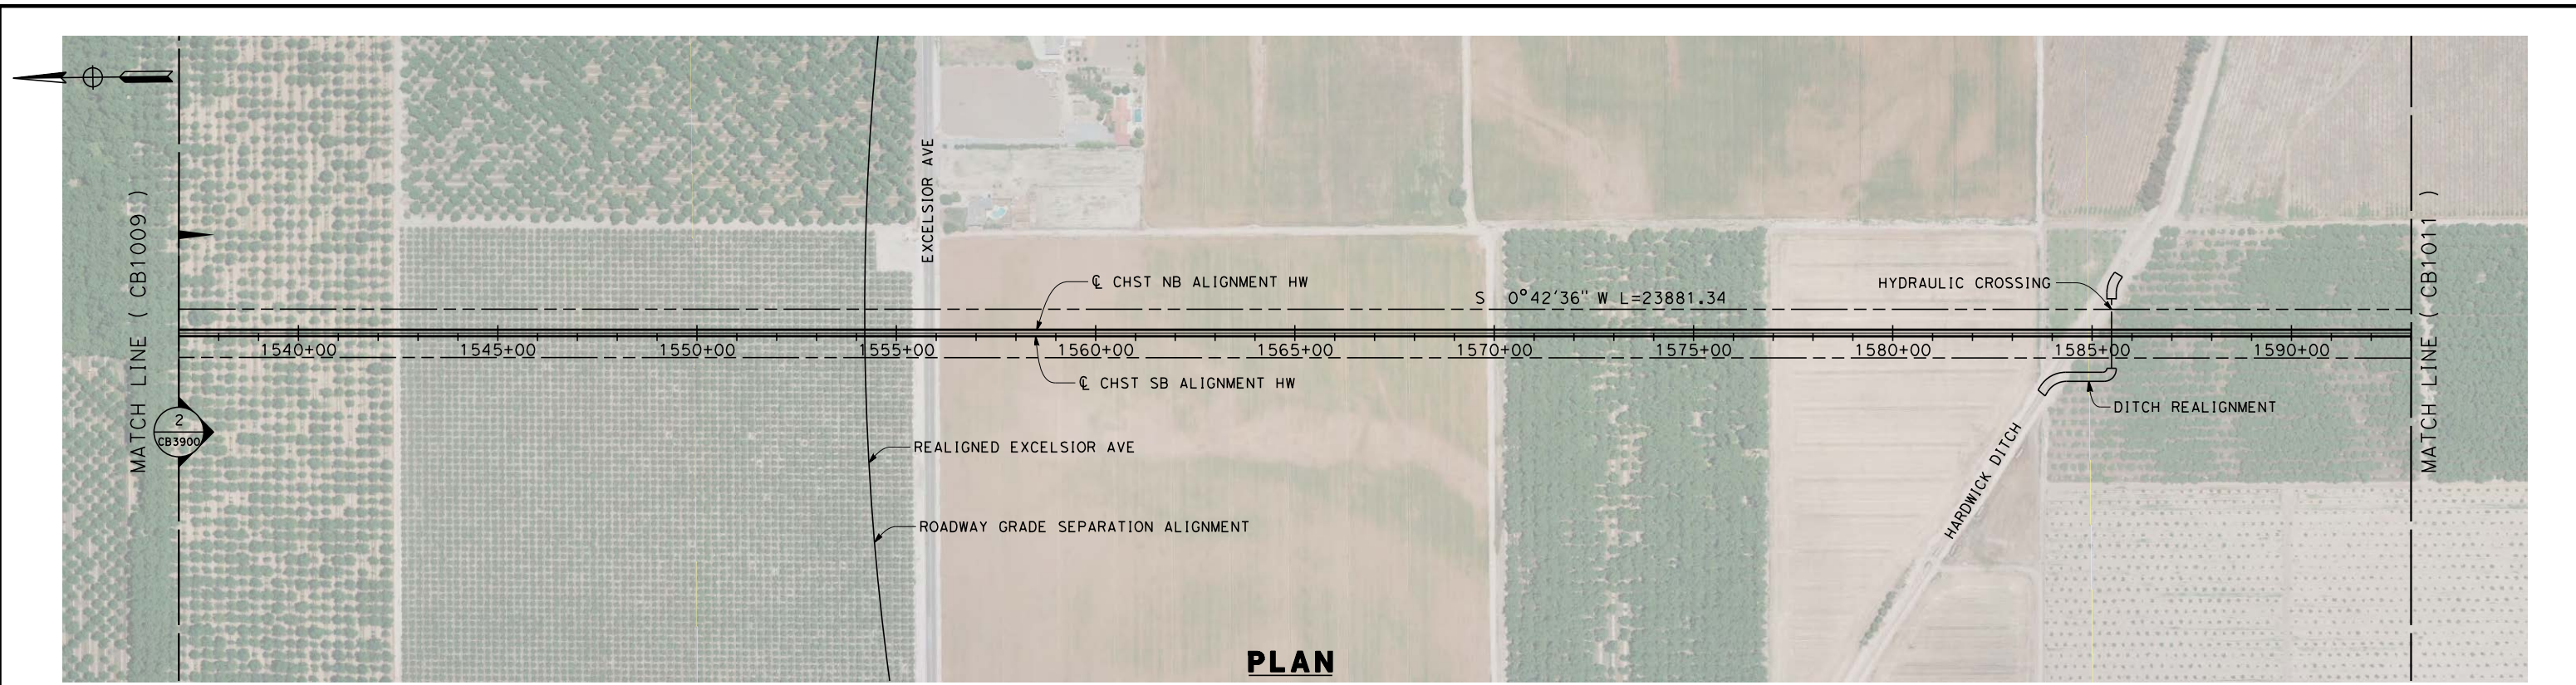 MATCH LINE ( CB1009 )
2
CB3900
EXCELSIOR AVE
℄ CHST NB ALIGNMENT HW
S 0°42'36" W L=23881.34
HYDRAULIC CROSSING
1540+00 1545+00 1550+00 1555+00 1560+00 1565+00 1570+00 1575+00 1580+00 1585+00 1590+00
℄ CHST SB ALIGNMENT HW
DITCH REALIGNMENT
REALIGNED EXCELSIOR AVE
HARDWICK DITCH
ROADWAY GRADE SEPARATION ALIGNMENT
MATCH LINE ( CB1011 )
PLAN